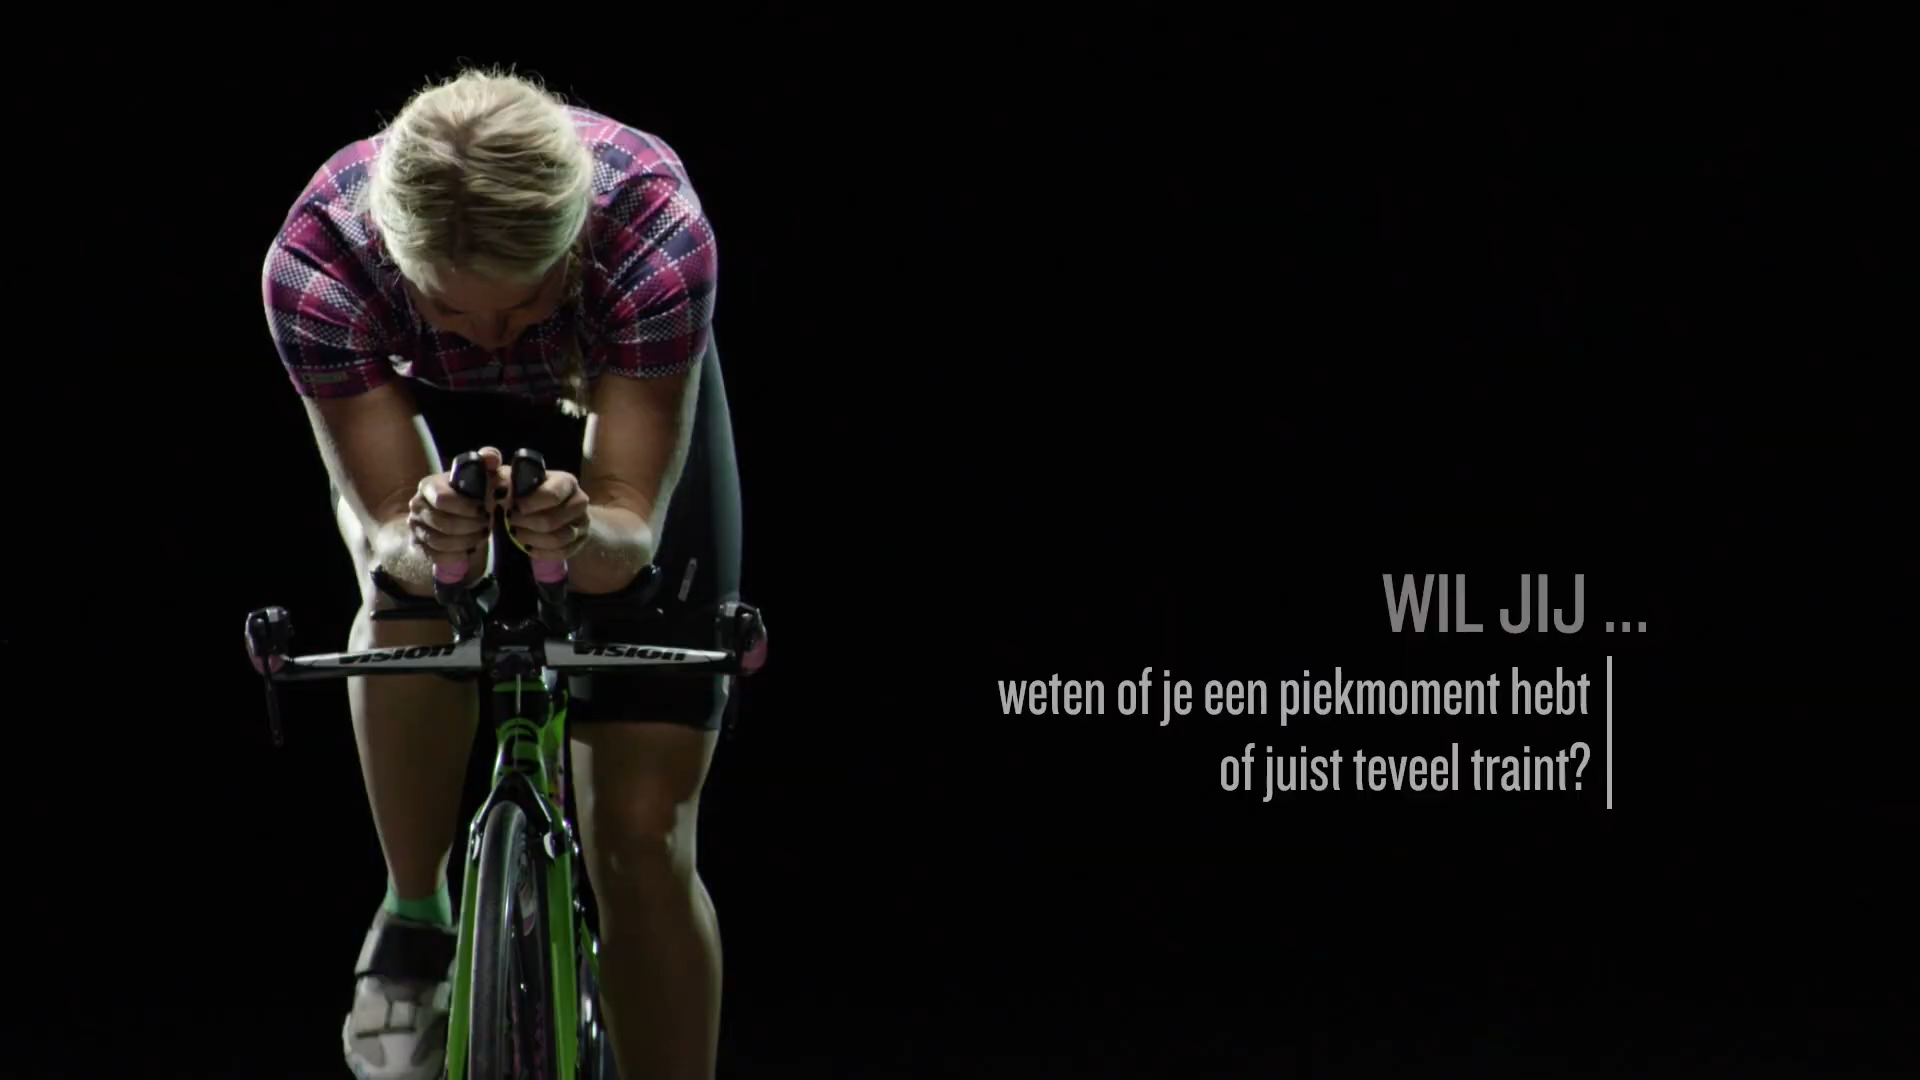 WIL JIJ ...
weten of je een piekmoment hebt
of juist teveel traint?
vision vision